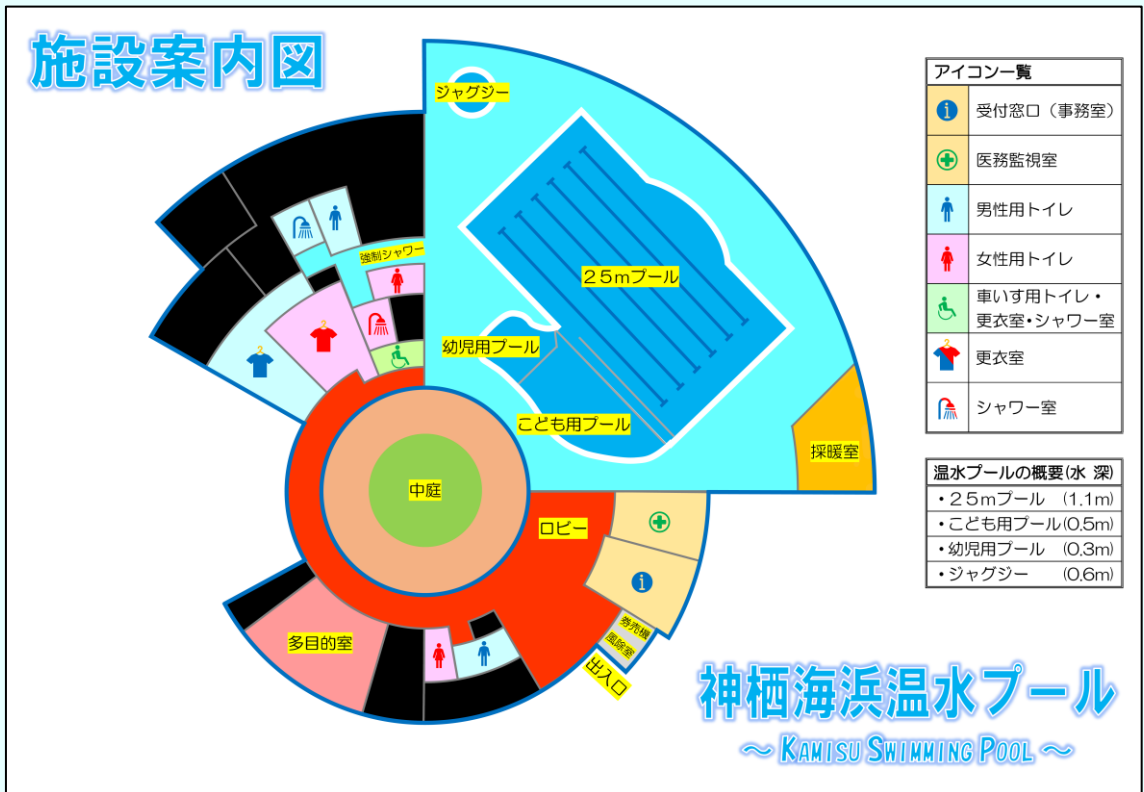 施設案内図
ジャグジー
強制シャワー
25mプール
幼児用プール
こども用プール
採暖室
中庭
ロビー
多目的室
券売機
風除室
出入口
アイコン一覧
受付窓口（事務室）
医務監視室
男性用トイレ
女性用トイレ
車いす用トイレ・
更衣室・シャワー室
更衣室
シャワー室
温水プールの概要(水 深)
・25mプール (1.1m)
・こども用プール(0.5m)
・幼児用プール (0.3m)
・ジャグジー (0.6m)
神栖海浜温水プール
～ KAMISU SWIMMING POOL ～